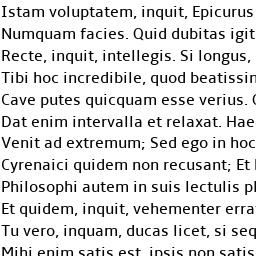 Istam voluptatem, inquit, Epicurus
Numquam facies. Quid dubitas igit
Recte, inquit, intellegis. Si longus,
Tibi hoc incredibile, quod beatissin
Cave putes quicquam esse verius.
Dat enim intervalla et relaxat. Hae
Venit ad extremum; Sed ego in hoc
Cyrenaici quidem non recusant; Et
Philosophi autem in suis lectulis pl
Et quidem, inquit, vehementer erra
Tu vero, inquam, ducas licet, si seq
Mihi enim satis est, ipsis non satis